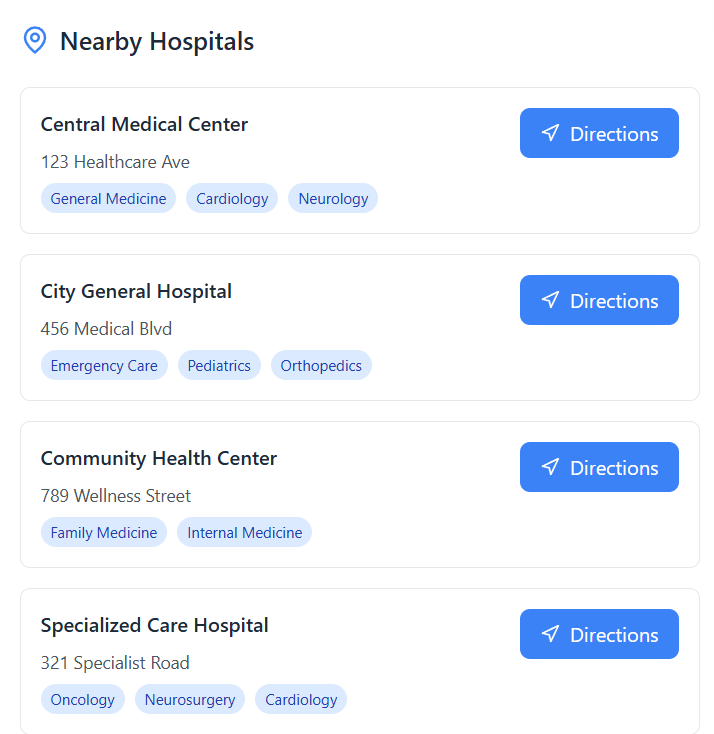 Nearby Hospitals
Central Medical Center
Directions
123 Healthcare Ave
General Medicine Cardiology Neurology
City General Hospital
Directions
456 Medical Blvd
Emergency Care Pediatrics Orthopedics
Community Health Center
Directions
789 Wellness Street
Family Medicine Internal Medicine
Specialized Care Hospital
Directions
321 Specialist Road
Oncology Neurosurgery Cardiology